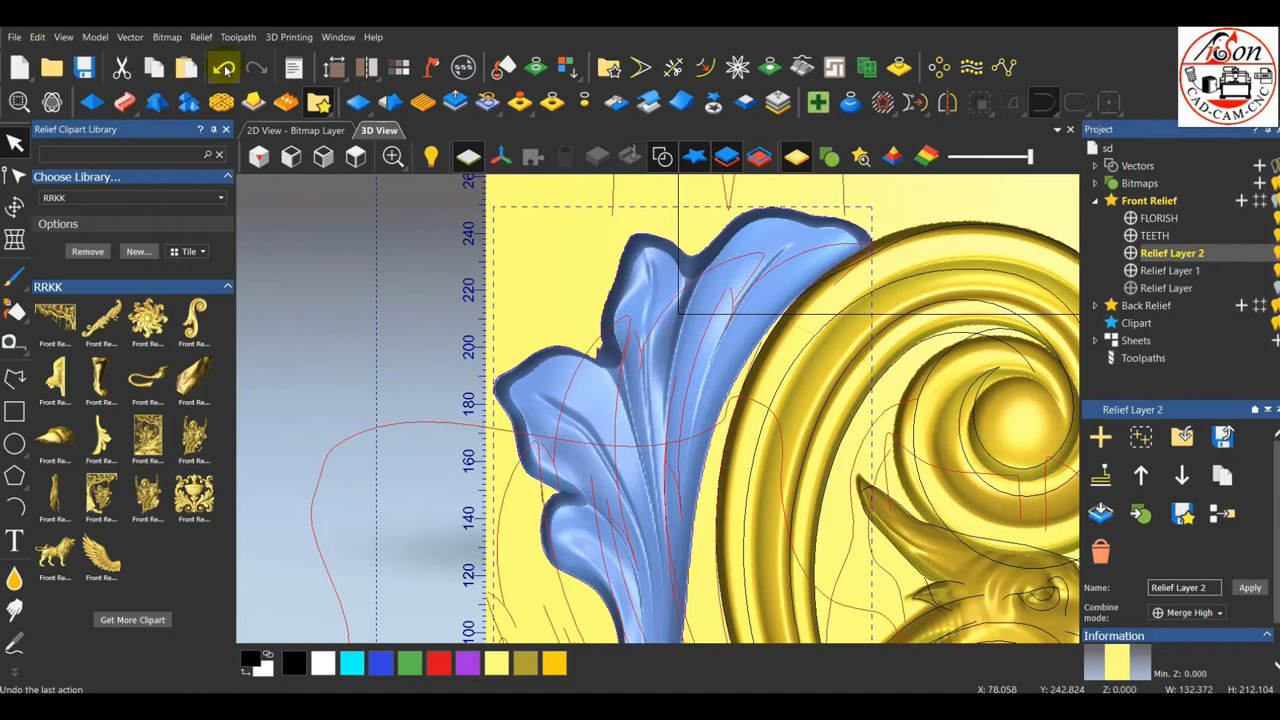 File Edit View Model Vector Bitmap Relief Toolpath 3D Printing Window Help
ArSon
CAD-CAM-CNC
Relief Clipart Library ?
2D View - Bitmap Layer 3D View
Project ?
sd
Choose Library...
RRKK
Vectors
Bitmaps
Options
Front Relief
Remove New... Tile
FLORISH
TEETH
Relief Layer 2
Relief Layer 1
RRKK
Relief Layer
Back Relief
Clipart
Sheets
Toolpaths
Front Re... Front Re... Front Re... Front Re...
Front Re... Front Re... Front Re... Front Re...
Front Re... Front Re... Front Re... Front Re...
Front Re... Front Re... Front Re... Front Re...
Front Re... Front Re...
Get More Clipart
26
240
220
200
180
160
140
120
100
Relief Layer 2
Name: Relief Layer 2 Apply
Combine
mode: Merge High
Information
Min. Z: 0.000
T
Undo the last action
X: 78.058 Y: 242.824 Z: 0.000 W: 132.372 H: 212.104